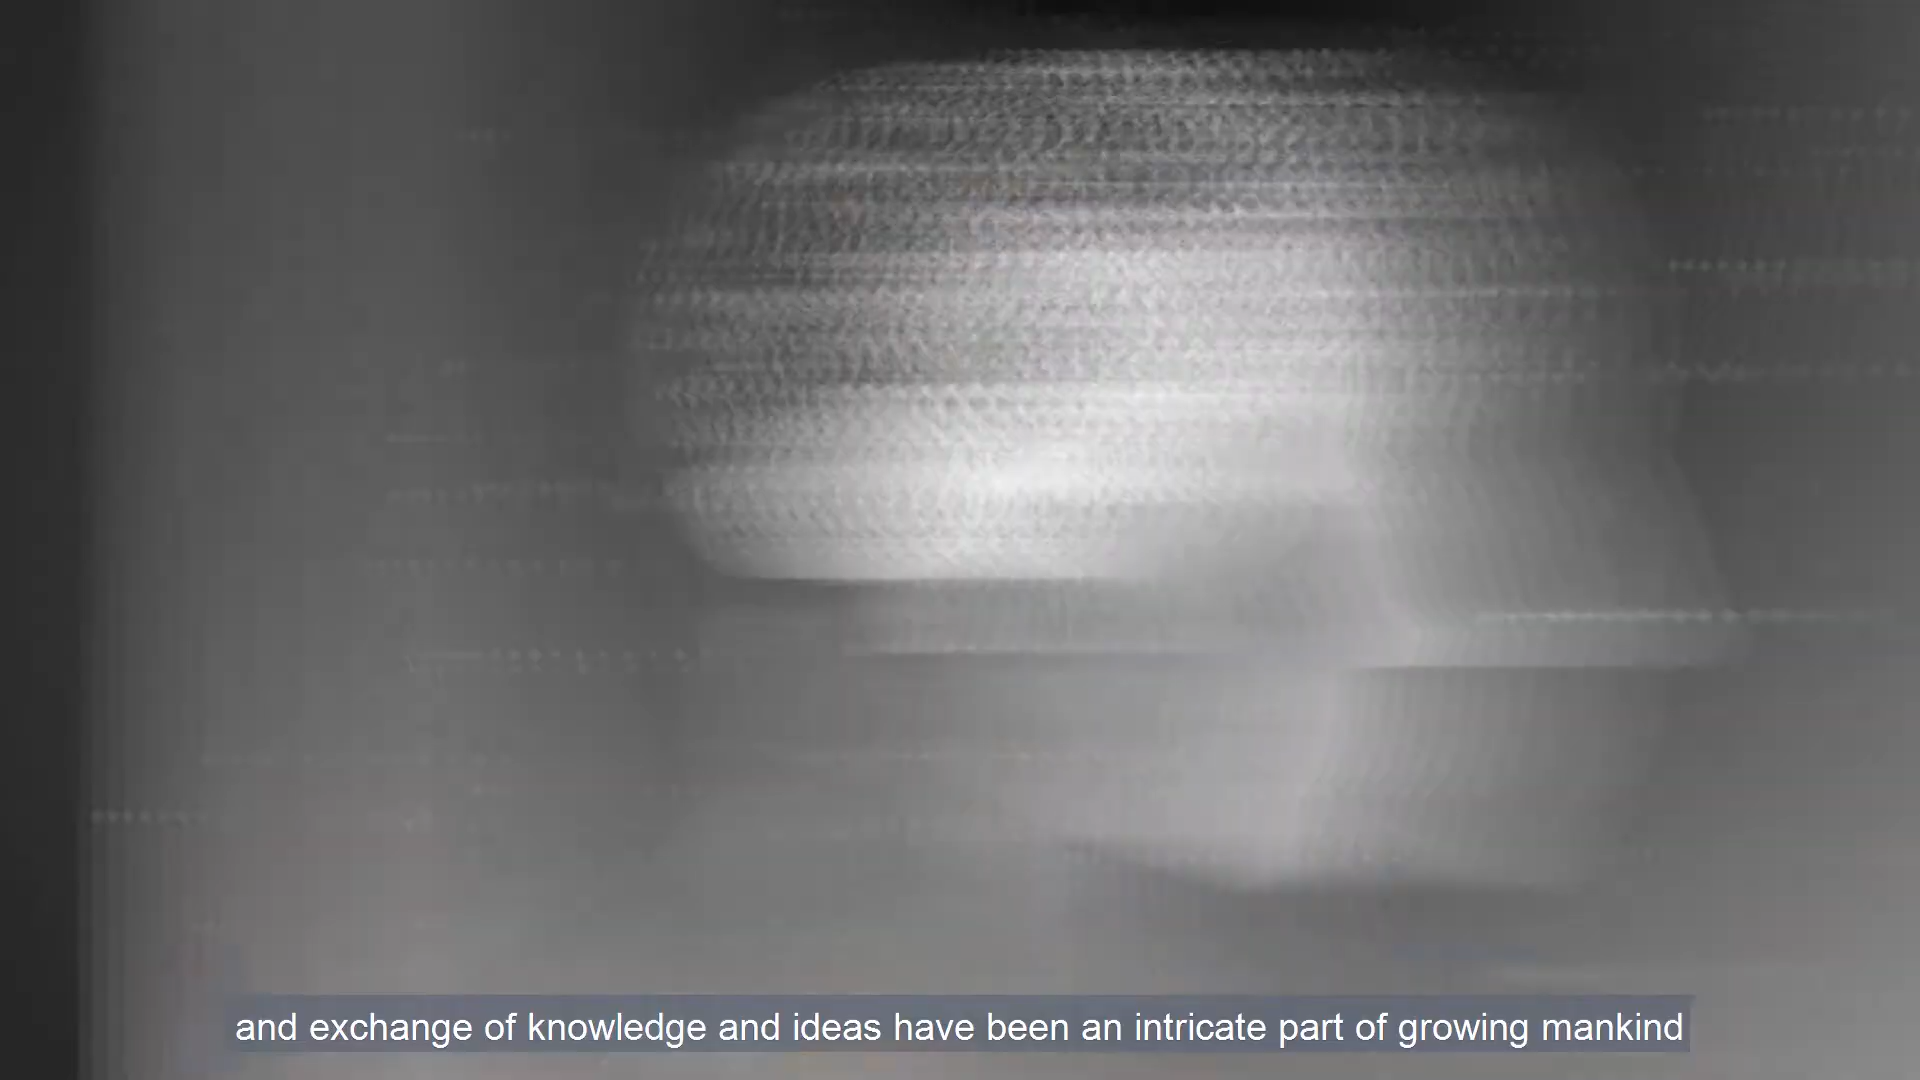 and exchange of knowledge and ideas have been an intricate part of growing mankind